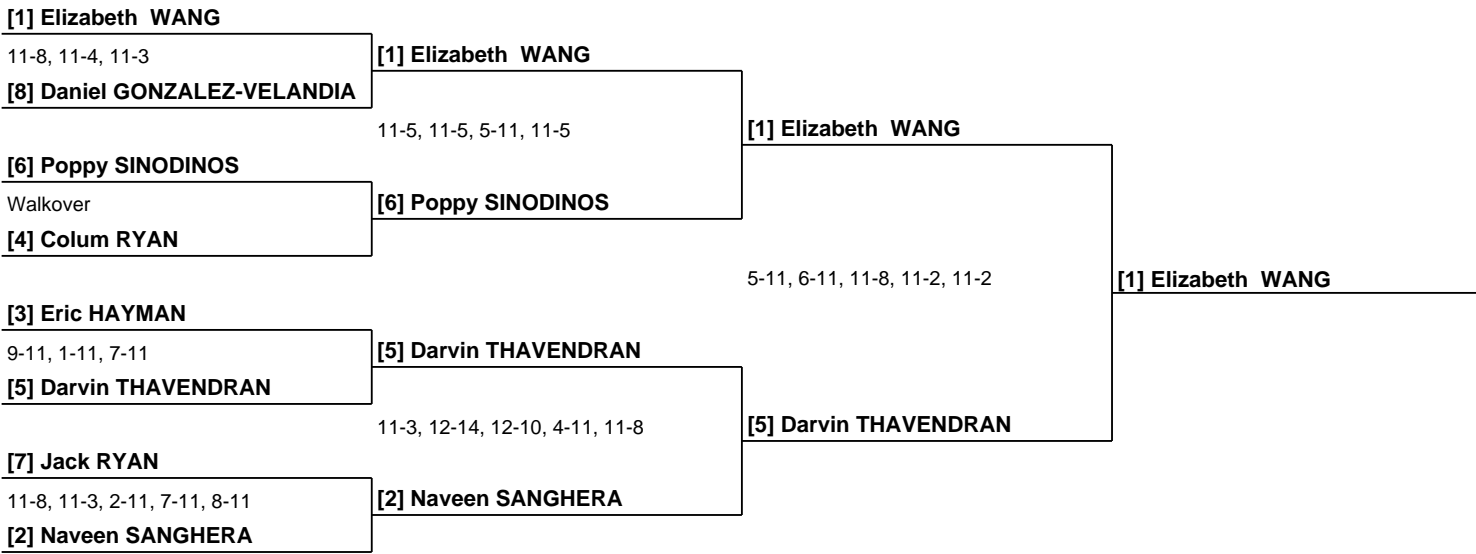 [1] Elizabeth  WANG
11-8, 11-4, 11-3
[8] Daniel GONZALEZ-VELANDIA
[1] Elizabeth  WANG
11-5, 11-5, 5-11, 11-5
[1] Elizabeth  WANG
[6] Poppy SINODINOS
Walkover
[4] Colum RYAN
[6] Poppy SINODINOS
5-11, 6-11, 11-8, 11-2, 11-2
[1] Elizabeth  WANG
[3] Eric HAYMAN
9-11, 1-11, 7-11
[5] Darvin THAVENDRAN
[5] Darvin THAVENDRAN
11-3, 12-14, 12-10, 4-11, 11-8
[5] Darvin THAVENDRAN
[7] Jack RYAN
11-8, 11-3, 2-11, 7-11, 8-11
[2] Naveen SANGHERA
[2] Naveen SANGHERA